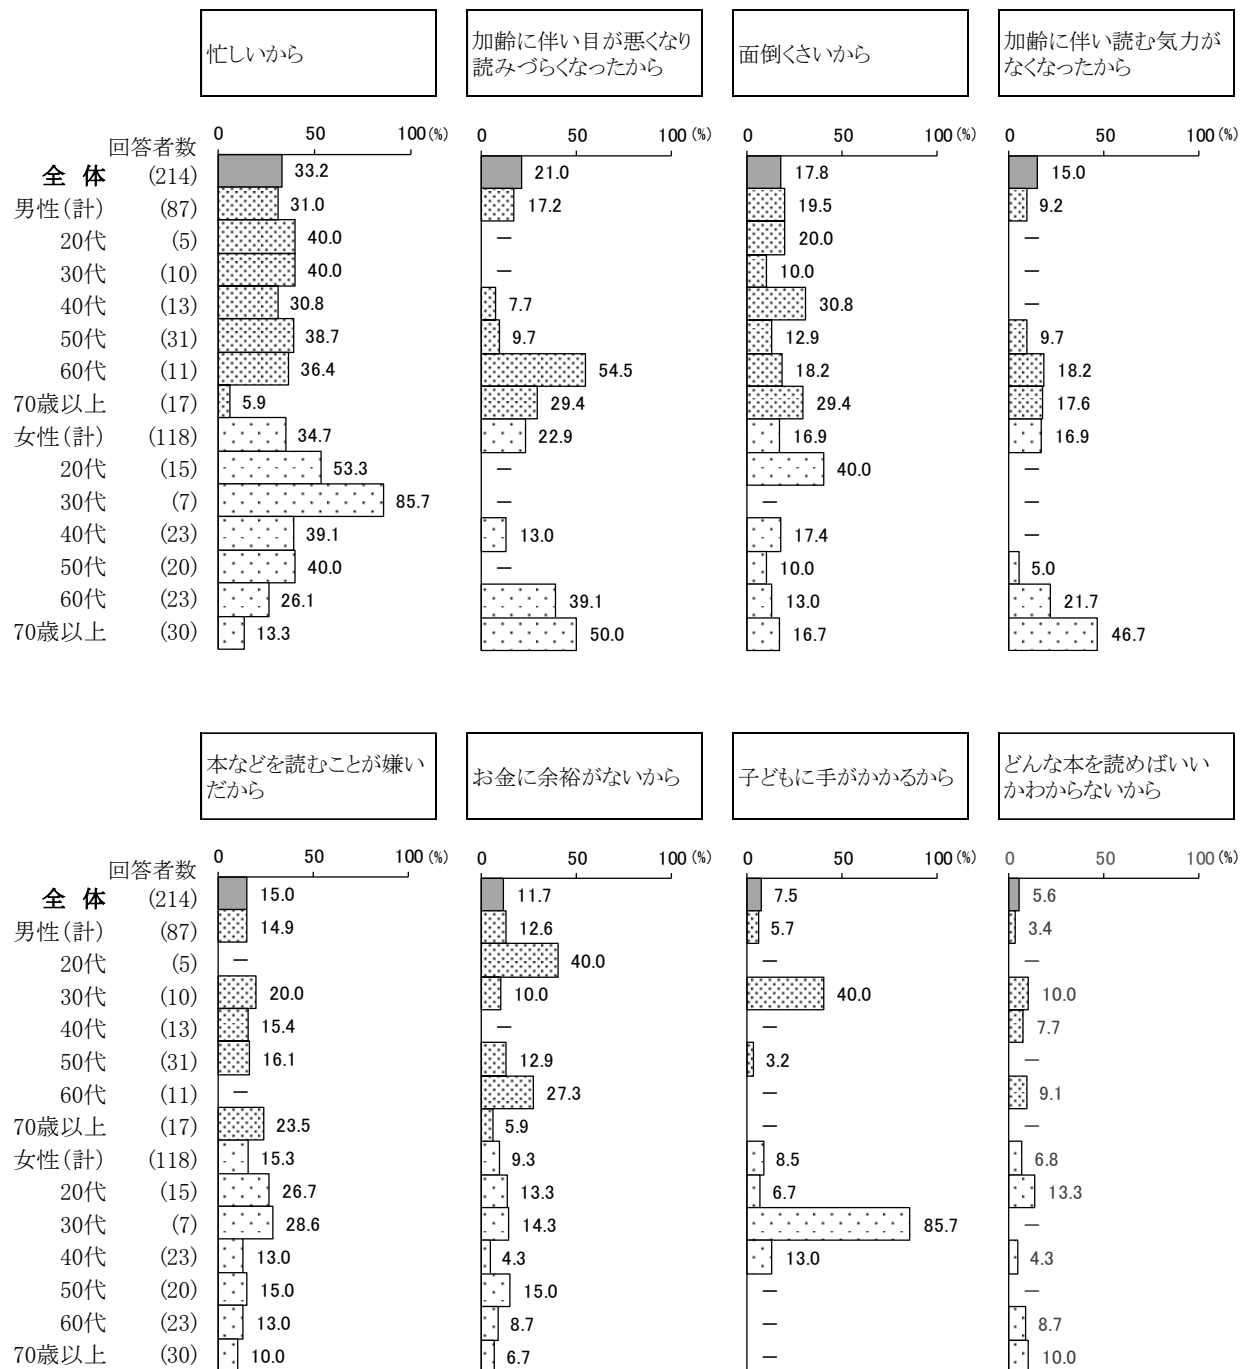 忙しいから
加齢に伴い目が悪くなり
読みづらくなったから
面倒くさいから
加齢に伴い読む気力が
なくなったから
0 50 100(%) 0 50 100(%) 0 50 100(%) 0 50 100(%)
回答者数
全 体 (214) 33.2 21.0 17.8 15.0
男性(計) (87) 31.0 17.2 19.5 9.2
20代 (5) 40.0 － 20.0 －
30代 (10) 40.0 － 10.0 －
40代 (13) 30.8 7.7 30.8 －
50代 (31) 38.7 9.7 12.9 9.7
60代 (11) 36.4 54.5 18.2 18.2
70歳以上 (17) 5.9 29.4 29.4 17.6
女性(計) (118) 34.7 22.9 16.9 16.9
20代 (15) 53.3 － 40.0 －
30代 (7) 85.7 － － －
40代 (23) 39.1 13.0 17.4 －
50代 (20) 40.0 － 10.0 5.0
60代 (23) 26.1 39.1 13.0 21.7
70歳以上 (30) 13.3 50.0 16.7 46.7
本などを読むことが嫌い
だから
お金に余裕がないから
子どもに手がかかるから
どんな本を読めばいい
かわからないから
0 50 100(%) 0 50 100(%) 0 50 100(%) 0 50 100(%)
回答者数
全 体 (214) 15.0 11.7 7.5 5.6
男性(計) (87) 14.9 12.6 5.7 3.4
20代 (5) － 40.0 － －
30代 (10) 20.0 10.0 40.0 10.0
40代 (13) 15.4 － － 7.7
50代 (31) 16.1 12.9 3.2 －
60代 (11) － 27.3 － 9.1
70歳以上 (17) 23.5 5.9 － －
女性(計) (118) 15.3 9.3 8.5 6.8
20代 (15) 26.7 13.3 6.7 13.3
30代 (7) 28.6 14.3 85.7 －
40代 (23) 13.0 4.3 13.0 4.3
50代 (20) 15.0 15.0 － －
60代 (23) 13.0 8.7 － 8.7
70歳以上 (30) 10.0 6.7 － 10.0